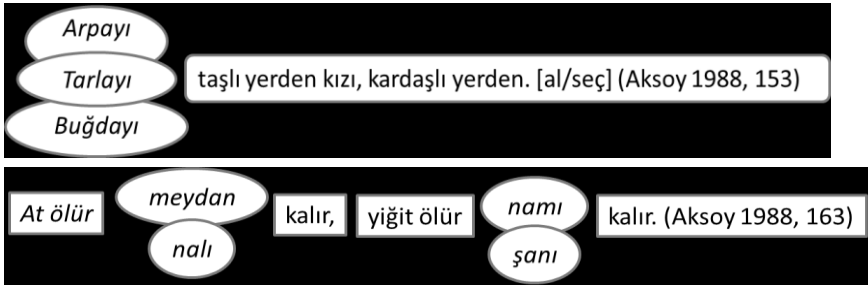 Arpayı
Tarlayı taşlı yerden kızı, kardaşlı yerden. [al/seç] (Aksoy 1988, 153)
Buğdayı
At ölür meydan kalır, yiğit ölür namı kalır. (Aksoy 1988, 163)
nalı şanı